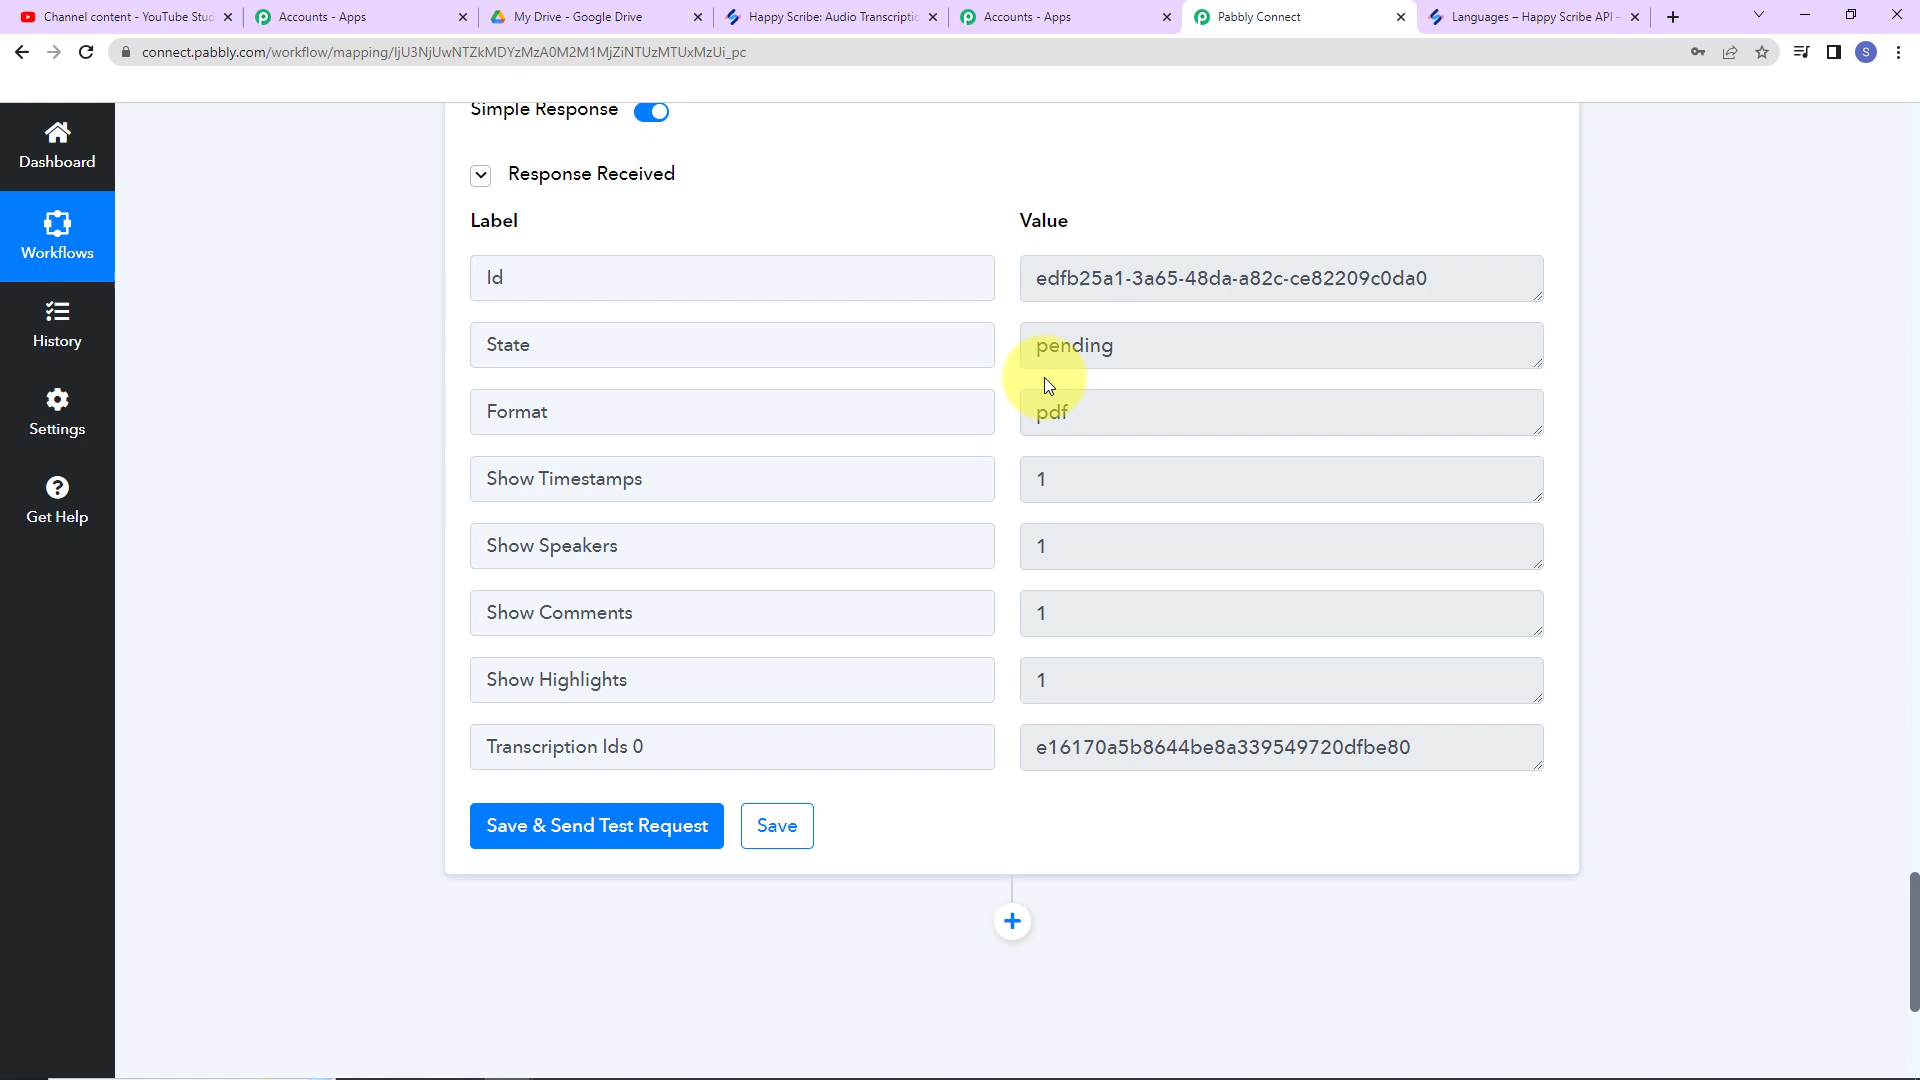 Channel content - YouTube Stud
Accounts - Apps
My Drive - Google Drive
Happy Scribe: Audio Transcriptio
Accounts - Apps
Pabbly Connect
Languages – Happy Scribe API -
connect.pabbly.com/workflow/mapping/IjU3NjUwNTZkMDYzMzA0M2M1MjZiNTUzMTUxMzUi_pc
S
Dashboard
Workflows
History
Settings
Get Help
Simple Response
Response Received
Label Value
Id edfb25a1-3a65-48da-a82c-ce82209c0da0
State pending
Format pdf
Show Timestamps 1
Show Speakers 1
Show Comments 1
Show Highlights 1
Transcription Ids 0 e16170a5b8644be8a339549720dfbe80
Save & Send Test Request Save